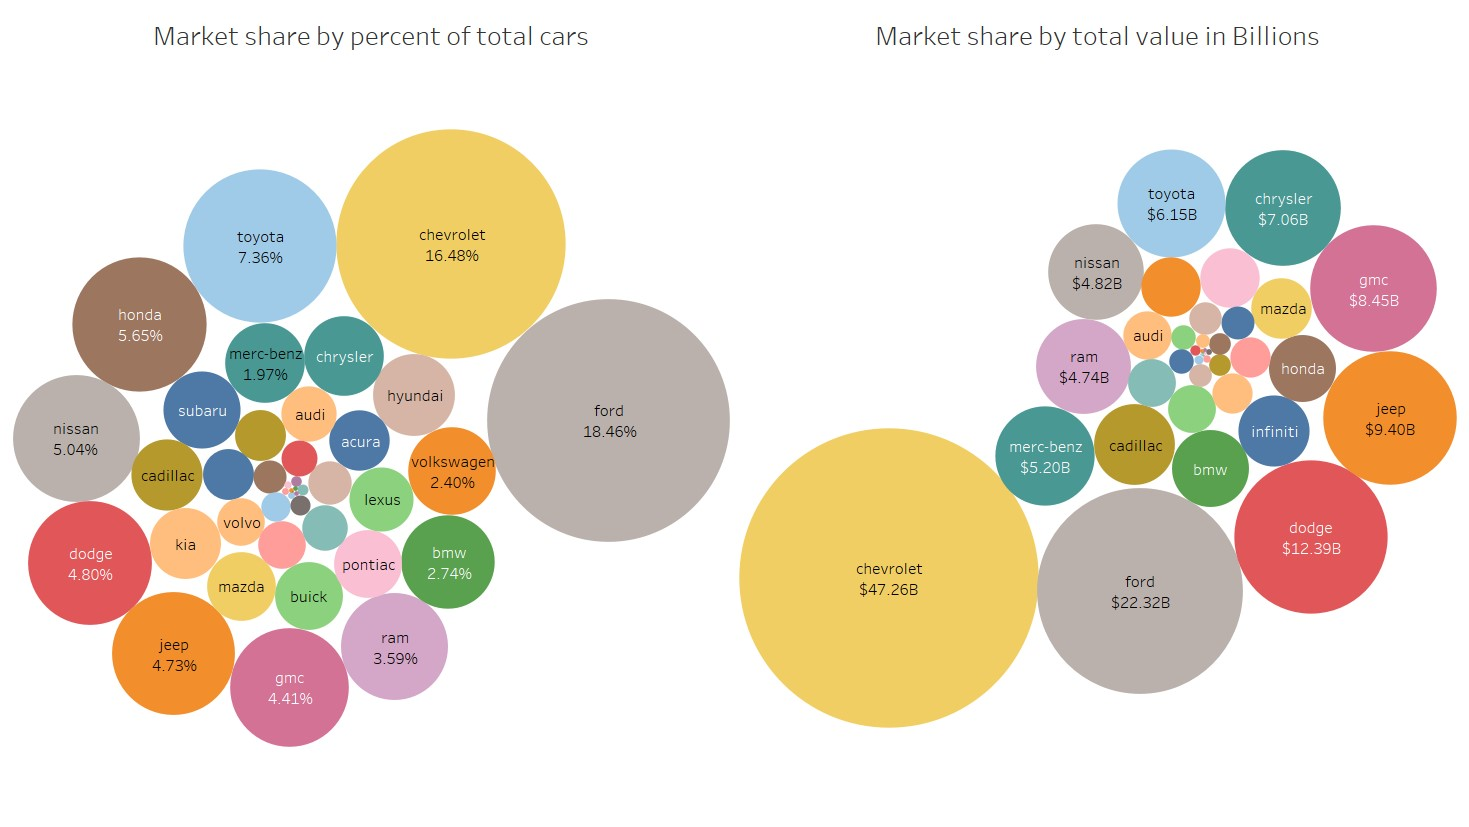 Market share by percent of total cars
chevrolet
16.48%
toyota
7.36%
honda
5.65%
merc-benz
1.97%
chrysler
hyundai
ford
18.46%
subaru
audi
acura
nissan
5.04%
cadillac
volkswagen
2.40%
lexus
volvo
kia
dodge
4.80%
pontiac
bmw
2.74%
mazda
buick
jeep
4.73%
ram
3.59%
gmc
4.41%
Market share by total value in Billions
toyota
$6.15B
chrysler
$7.06B
nissan
$4.82B
gmc
$8.45B
mazda
audi
ram
$4.74B
honda
jeep
$9.40B
merc-benz
$5.20B
cadillac
infiniti
bmw
dodge
$12.39B
chevrolet
$47.26B
ford
$22.32B